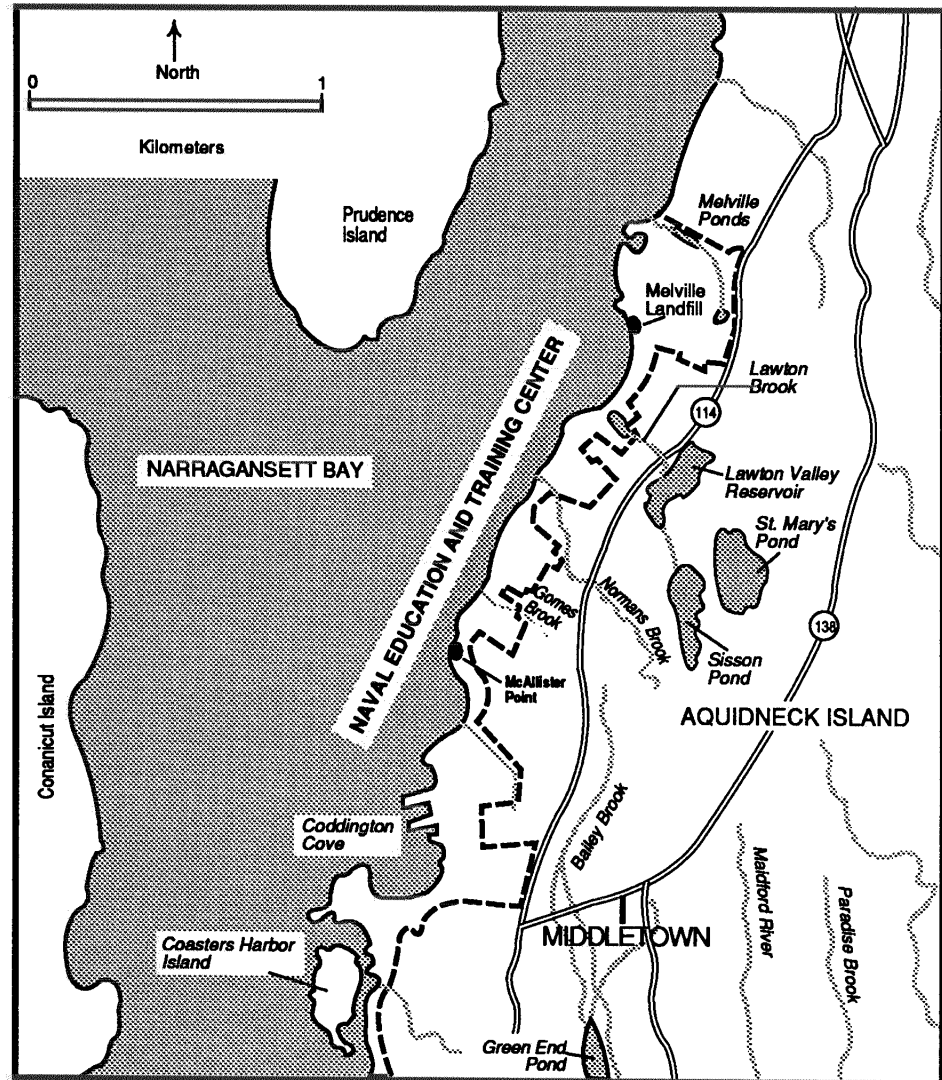 North
0 1
Kilometers
Prudence
Island
Melville
Ponds
Melville
Landfill
Lawton
Brook
114
NARRAGANSETT BAY
NAVAL EDUCATION AND TRAINING CENTER
Lawton Valley
Reservoir
St. Mary's
Pond
Gomes
Brook
Normans Brook
138
Sisson
Pond
McAllister
Point
AQUIDNECK ISLAND
Conanicut Island
Coddington
Cove
Bailey Brook
Maidford River
Paradise Brook
MIDDLETOWN
Coasters Harbor
Island
Green End
Pond